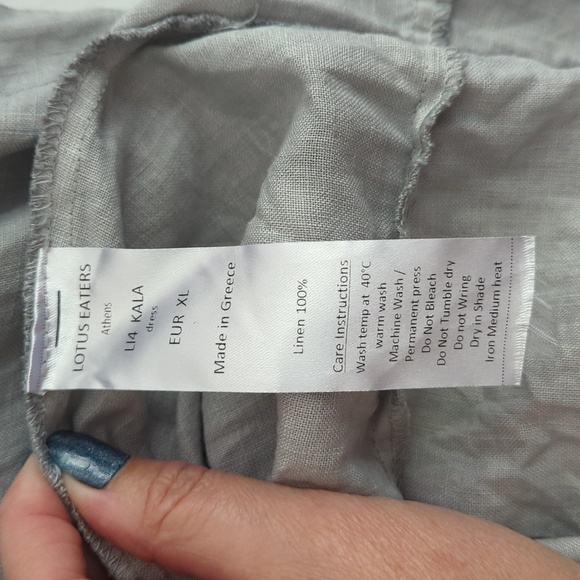 LOTUS EATERS
Athens
LI4 KALA
dress
EUR XL
Made in Greece
Linen 100%
Care Instructions
Wash temp at 40°C
warm wash
Machine Wash /
Permanent press
Do Not Bleach
Do Not Tumble dry
Do not Wring
Dry in Shade
Iron Medium heat